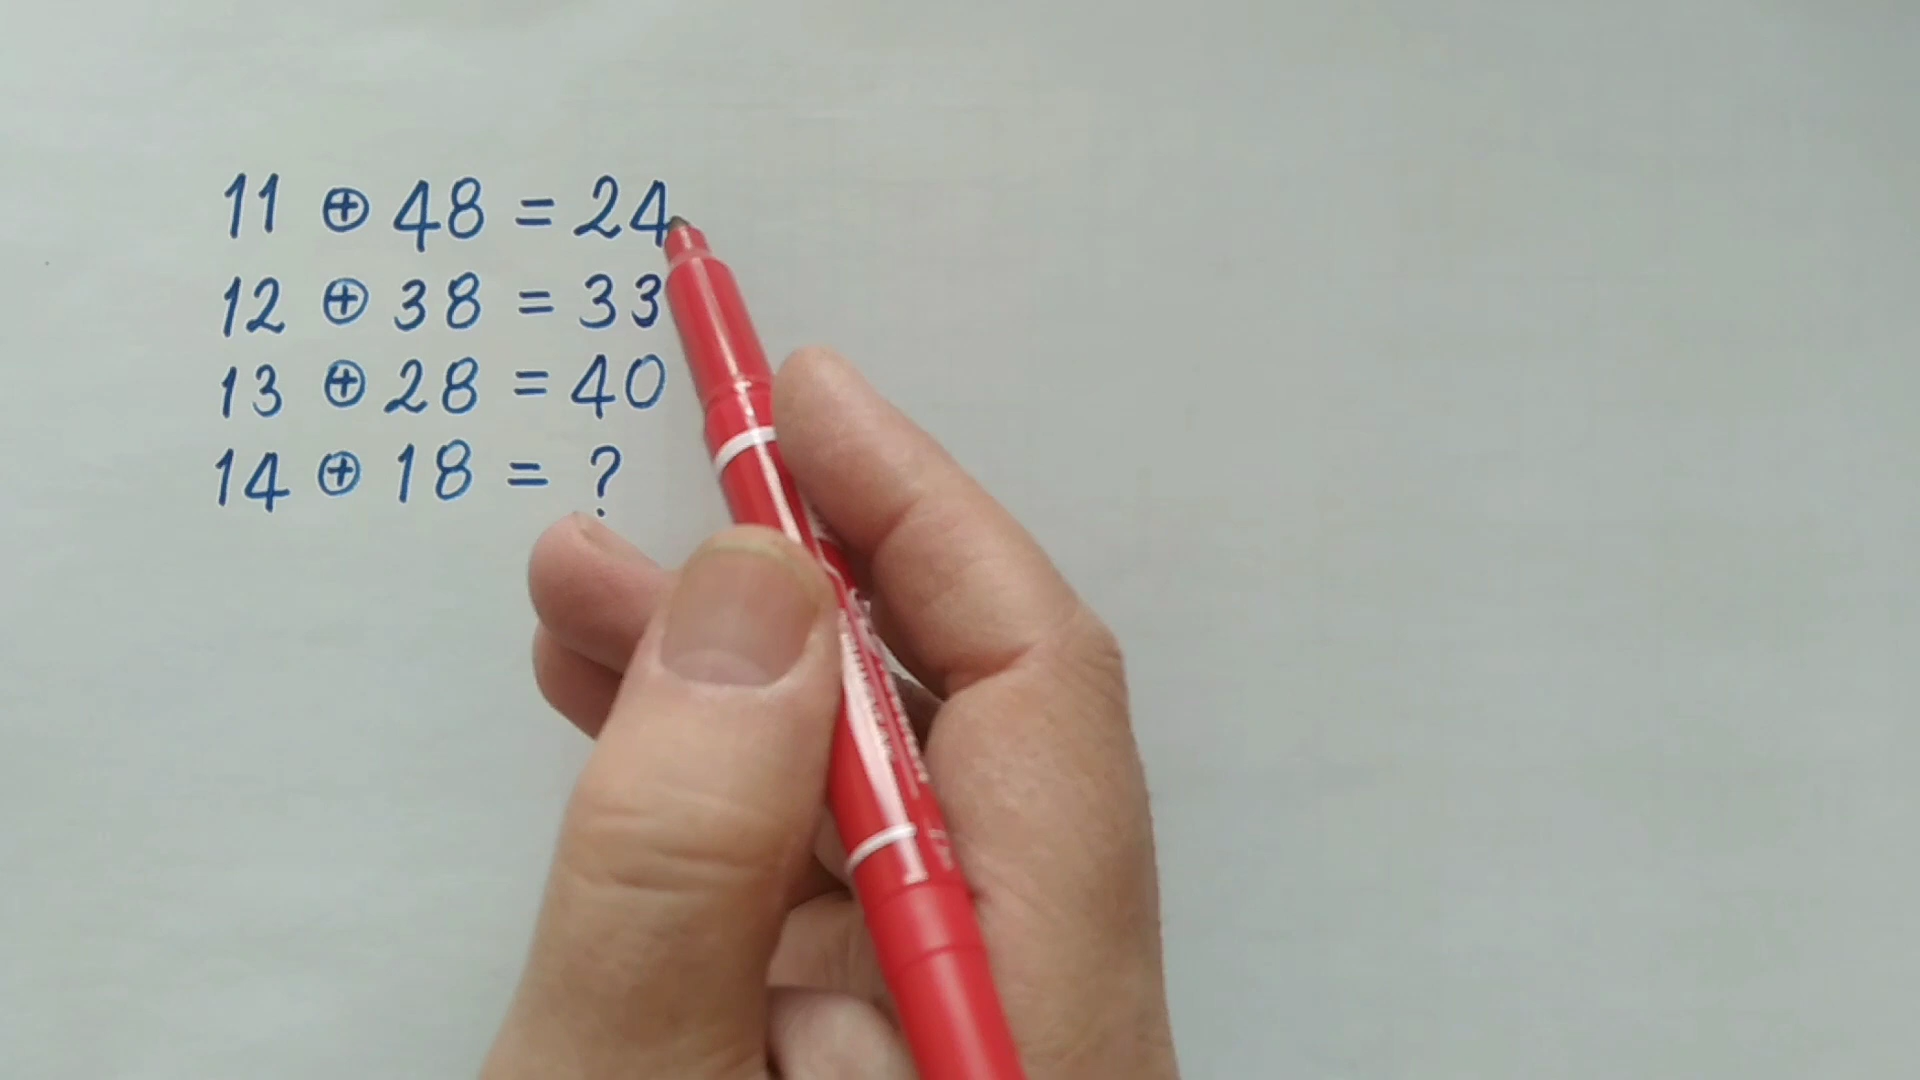 11 ⊕ 48 = 24
12 ⊕ 38 = 33
13 ⊕ 28 = 40
14 ⊕ 18 = ?